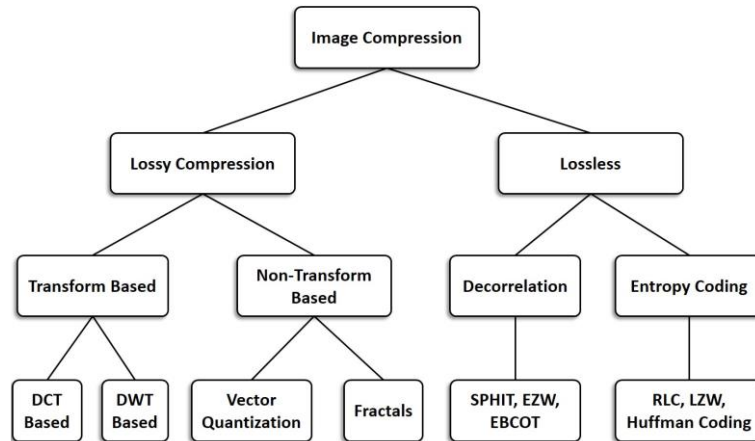 Image Compression
Lossy Compression
Lossless
Transform Based
Non-Transform
Based
Decorrelation
Entropy Coding
DCT
Based
DWT
Based
Vector
Quantization
Fractals
SPHIT, EZW,
EBCOT
RLC, LZW,
Huffman Coding